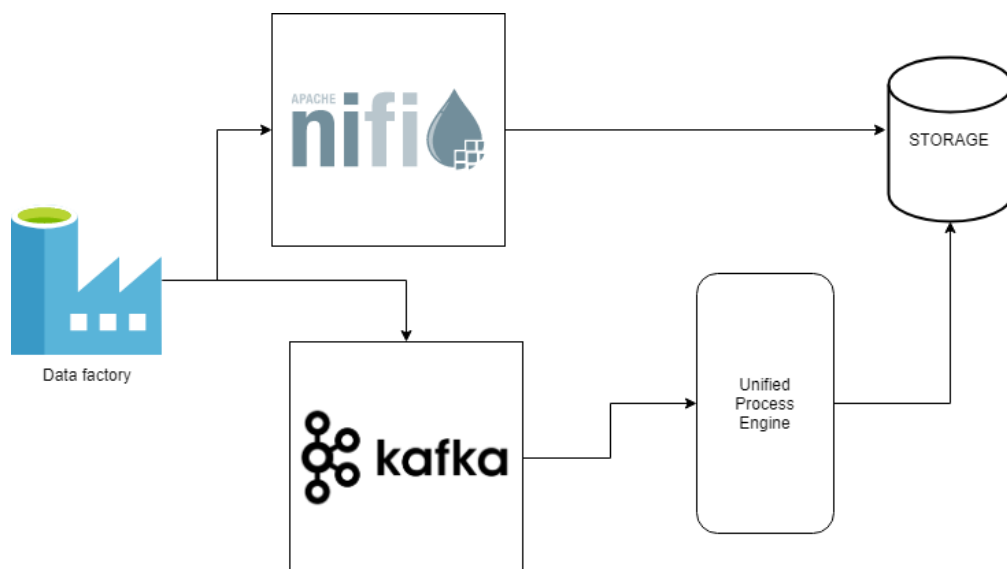 APACHE
nifi
STORAGE
Data factory
Unified
Process
Engine
kafka